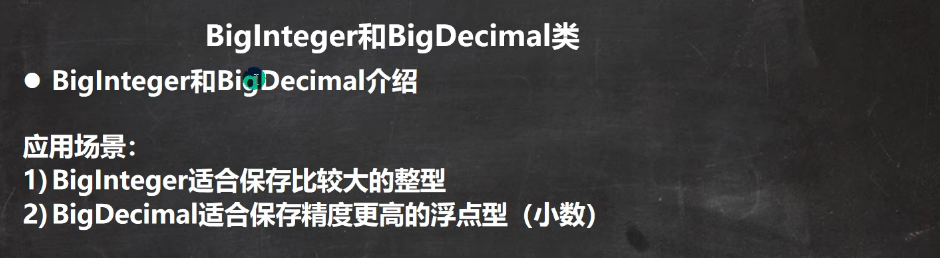 BigInteger和BigDecimal类
● BigInteger和BigDecimal介绍
应用场景：
1) BigInteger适合保存比较大的整型
2) BigDecimal适合保存精度更高的浮点型（小数）